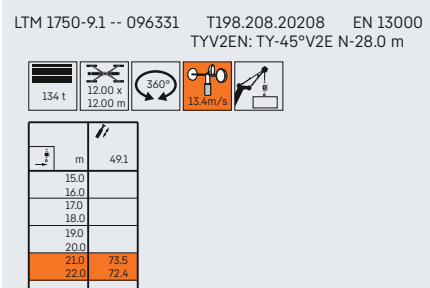 LTM 1750-9.1 -- 096331 T198.208.20208 EN 13000
TYV2EN: TY-45°V2E N-28.0 m
134 t
12.00 x
12.00 m
360°
13.4m/s
m 49.1
15.0
16.0
17.0
18.0
19.0
20.0
21.0 73.5
22.0 72.4